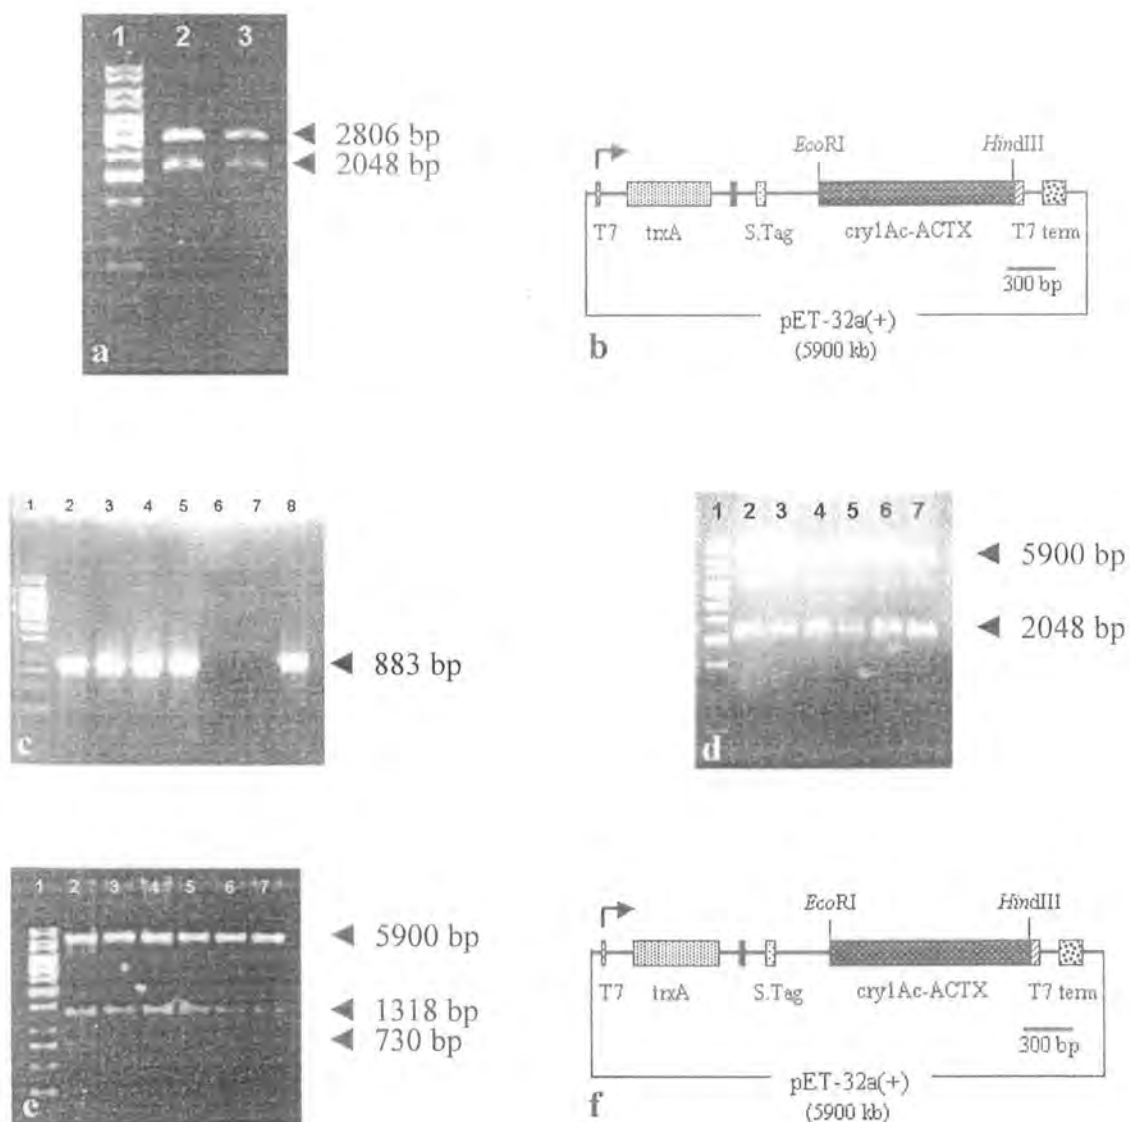 1 2 3
2806 bp
2048 bp
a
EcoRI HindIII
T7 trxA S.Tag cry1Ac-ACTX T7 term
300 bp
pET-32a(+)
(5900 kb)
b
1 2 3 4 5 6 7 8
883 bp
c
1 2 3 4 5 6 7
5900 bp
2048 bp
d
1 2 3 4 5 6 7
5900 bp
1318 bp
730 bp
e
EcoRI HindIII
T7 trxA S.Tag cry1Ac-ACTX T7 term
300 bp
pET-32a(+)
(5900 kb)
f